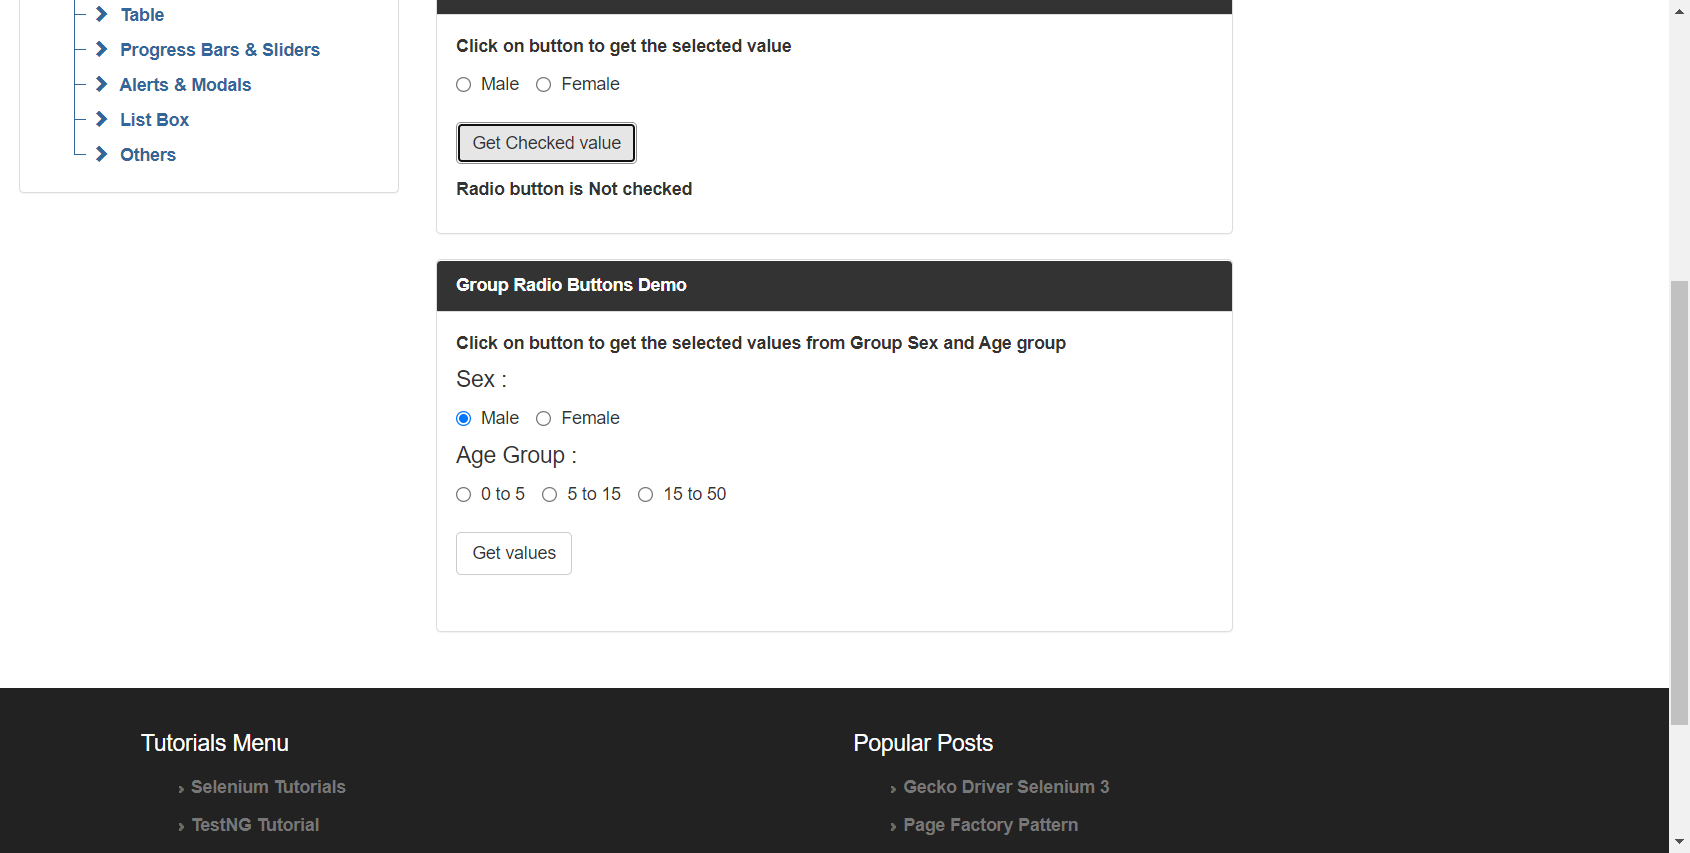 Table
Progress Bars & Sliders
Alerts & Modals
List Box
Others
Click on button to get the selected value
Male Female
Get Checked value
Radio button is Not checked
Group Radio Buttons Demo
Click on button to get the selected values from Group Sex and Age group
Sex :
Male Female
Age Group :
0 to 5 5 to 15 15 to 50
Get values
Tutorials Menu
Selenium Tutorials
TestNG Tutorial
Popular Posts
Gecko Driver Selenium 3
Page Factory Pattern